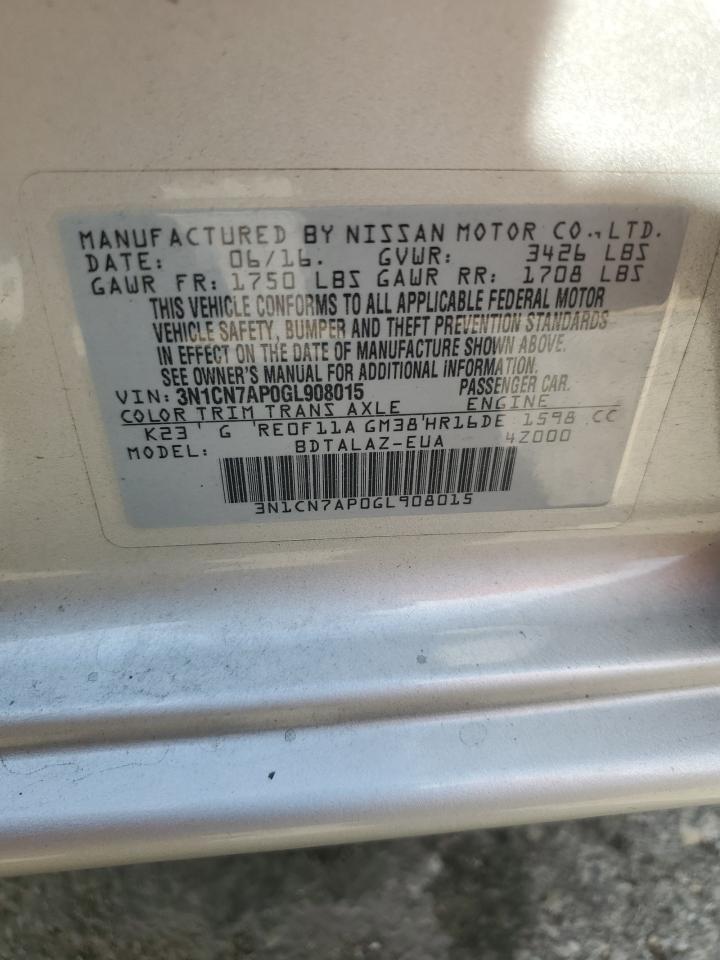 MANUFACTURED BY NISSAN MOTOR CO., LTD.
DATE: 06/16. GVWR: 3426 LBS
GAWR FR: 1750 LBS GAWR RR: 1708 LBS
THIS VEHICLE CONFORMS TO ALL APPLICABLE FEDERAL MOTOR
VEHICLE SAFETY, BUMPER AND THEFT PREVENTION STANDARDS
IN EFFECT ON THE DATE OF MANUFACTURE SHOWN ABOVE.
SEE OWNER'S MANUAL FOR ADDITIONAL INFORMATION.
VIN: 3N1CN7AP0GL908015 PASSENGER CAR.
COLOR TRIM TRANS AXLE ENGINE
K23 ' G 'RE0F11A GM38'HR16DE 1598 CC
MODEL: BDTALAZ-EUA 4Z000
3N1CN7AP0GL908015